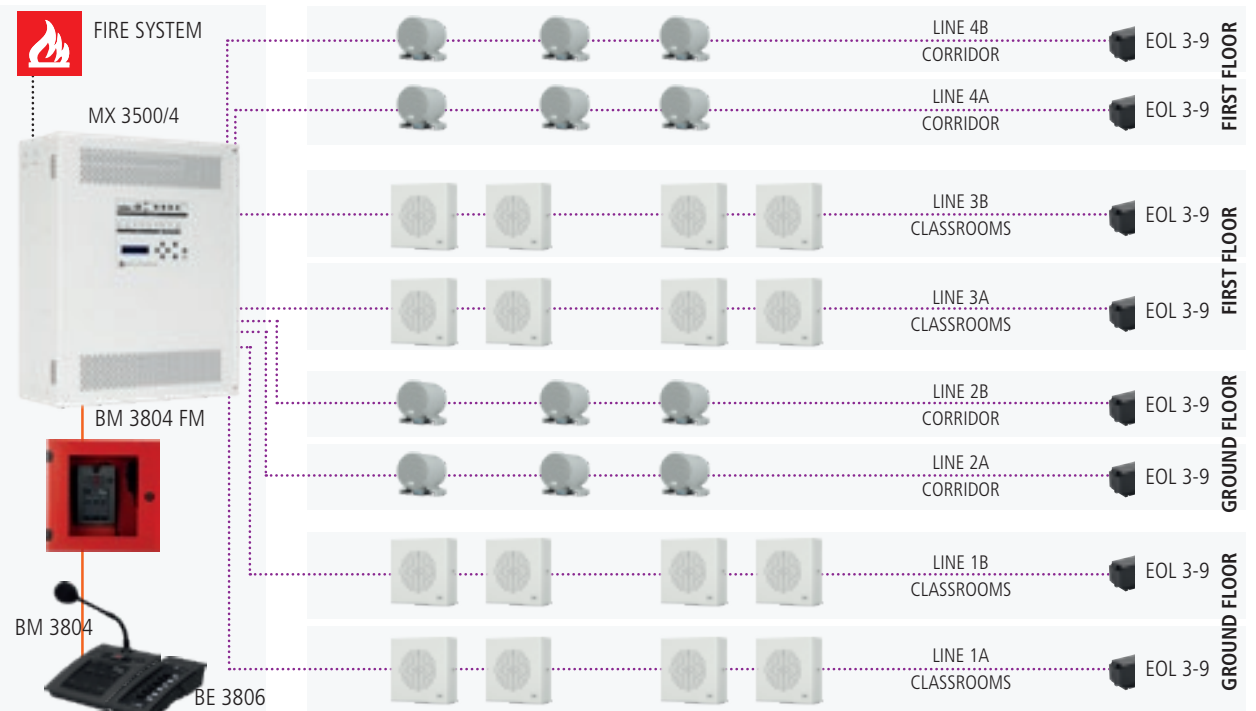 FIRE SYSTEM
MX 3500/4
BM 3804 FM
BM 3804
BE 3806
LINE 4B
CORRIDOR
EOL 3-9
LINE 4A
CORRIDOR
EOL 3-9
FIRST FLOOR
LINE 3B
CLASSROOMS
EOL 3-9
LINE 3A
CLASSROOMS
EOL 3-9
FIRST FLOOR
LINE 2B
CORRIDOR
EOL 3-9
LINE 2A
CORRIDOR
EOL 3-9
GROUND FLOOR
LINE 1B
CLASSROOMS
EOL 3-9
LINE 1A
CLASSROOMS
EOL 3-9
GROUND FLOOR